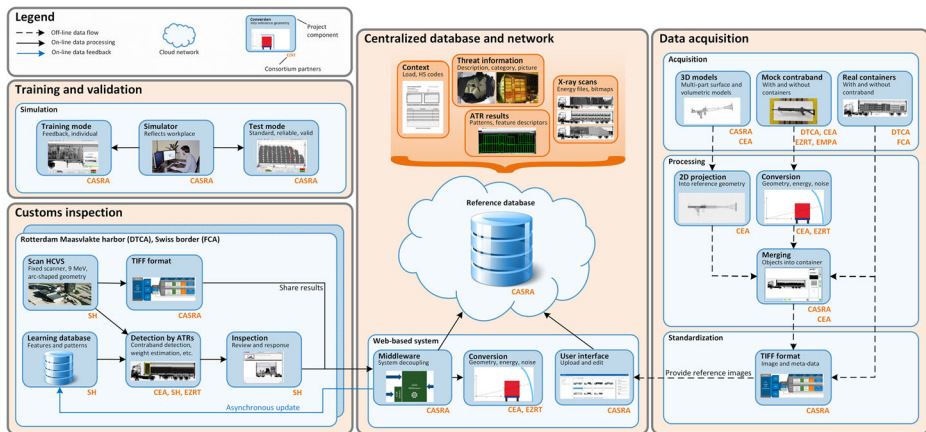 Legend
Off-line data flow
On-line data processing
On-line data feedback
Cloud network
Conversion
Into reference geometry
EZRT
Project
component
Consortium partners
Training and validation
Simulation
Training mode
Feedback, individual
CASRA
Simulator
Reflects workplace
CASRA
Test mode
Standard, reliable, valid
CASRA
Customs inspection
Rotterdam Maasvlakte harbor (DTCA), Swiss border (FCA)
Scan HCVS
Fixed scanner, 9 MeV,
arc-shaped geometry
SH
TIFF format
CASRA
Share results
Learning database
Features and patterns
SH
Detection by ATRs
Contraband detection,
weight estimation, etc.
CEA, SH, EZRT
Inspection
Review and response
SH
Asynchronous update
Centralized database and network
Context
Load, HS codes
Threat information
Description, category, picture
X-ray scans
Energy files, bitmaps
ATR results
Patterns, feature descriptors
Reference database
CASRA
Web-based system
Middleware
System decoupling
CASRA
Conversion
Geometry, energy, noise
CEA, EZRT
User interface
Upload and edit
CASRA
Data acquisition
Acquisition
3D models
Multi-part surface and
volumetric models
CASRA
CEA
Mock contraband
With and without
containers
DTCA, CEA
EZRT, EMPA
Real containers
With and without
contraband
DTCA
FCA
Processing
2D projection
Into reference geometry
CEA
Conversion
Geometry, energy, noise
CEA, EZRT
Merging
Objects into container
CASRA
CEA
Standardization
Provide reference images
TIFF format
Image and meta-data
CASRA